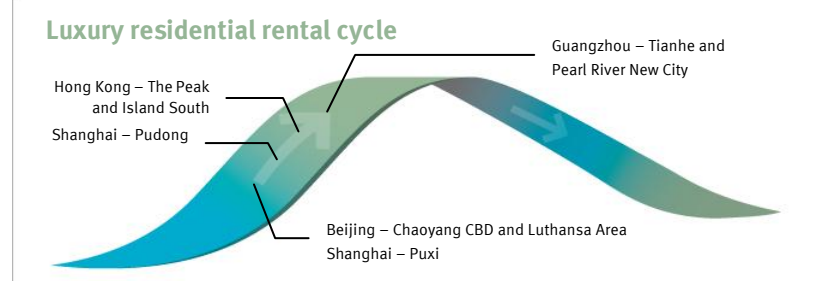 Luxury residential rental cycle
Guangzhou – Tianhe and
Pearl River New City
Hong Kong – The Peak
and Island South
Shanghai – Pudong
Beijing – Chaoyang CBD and Luthansa Area
Shanghai – Puxi